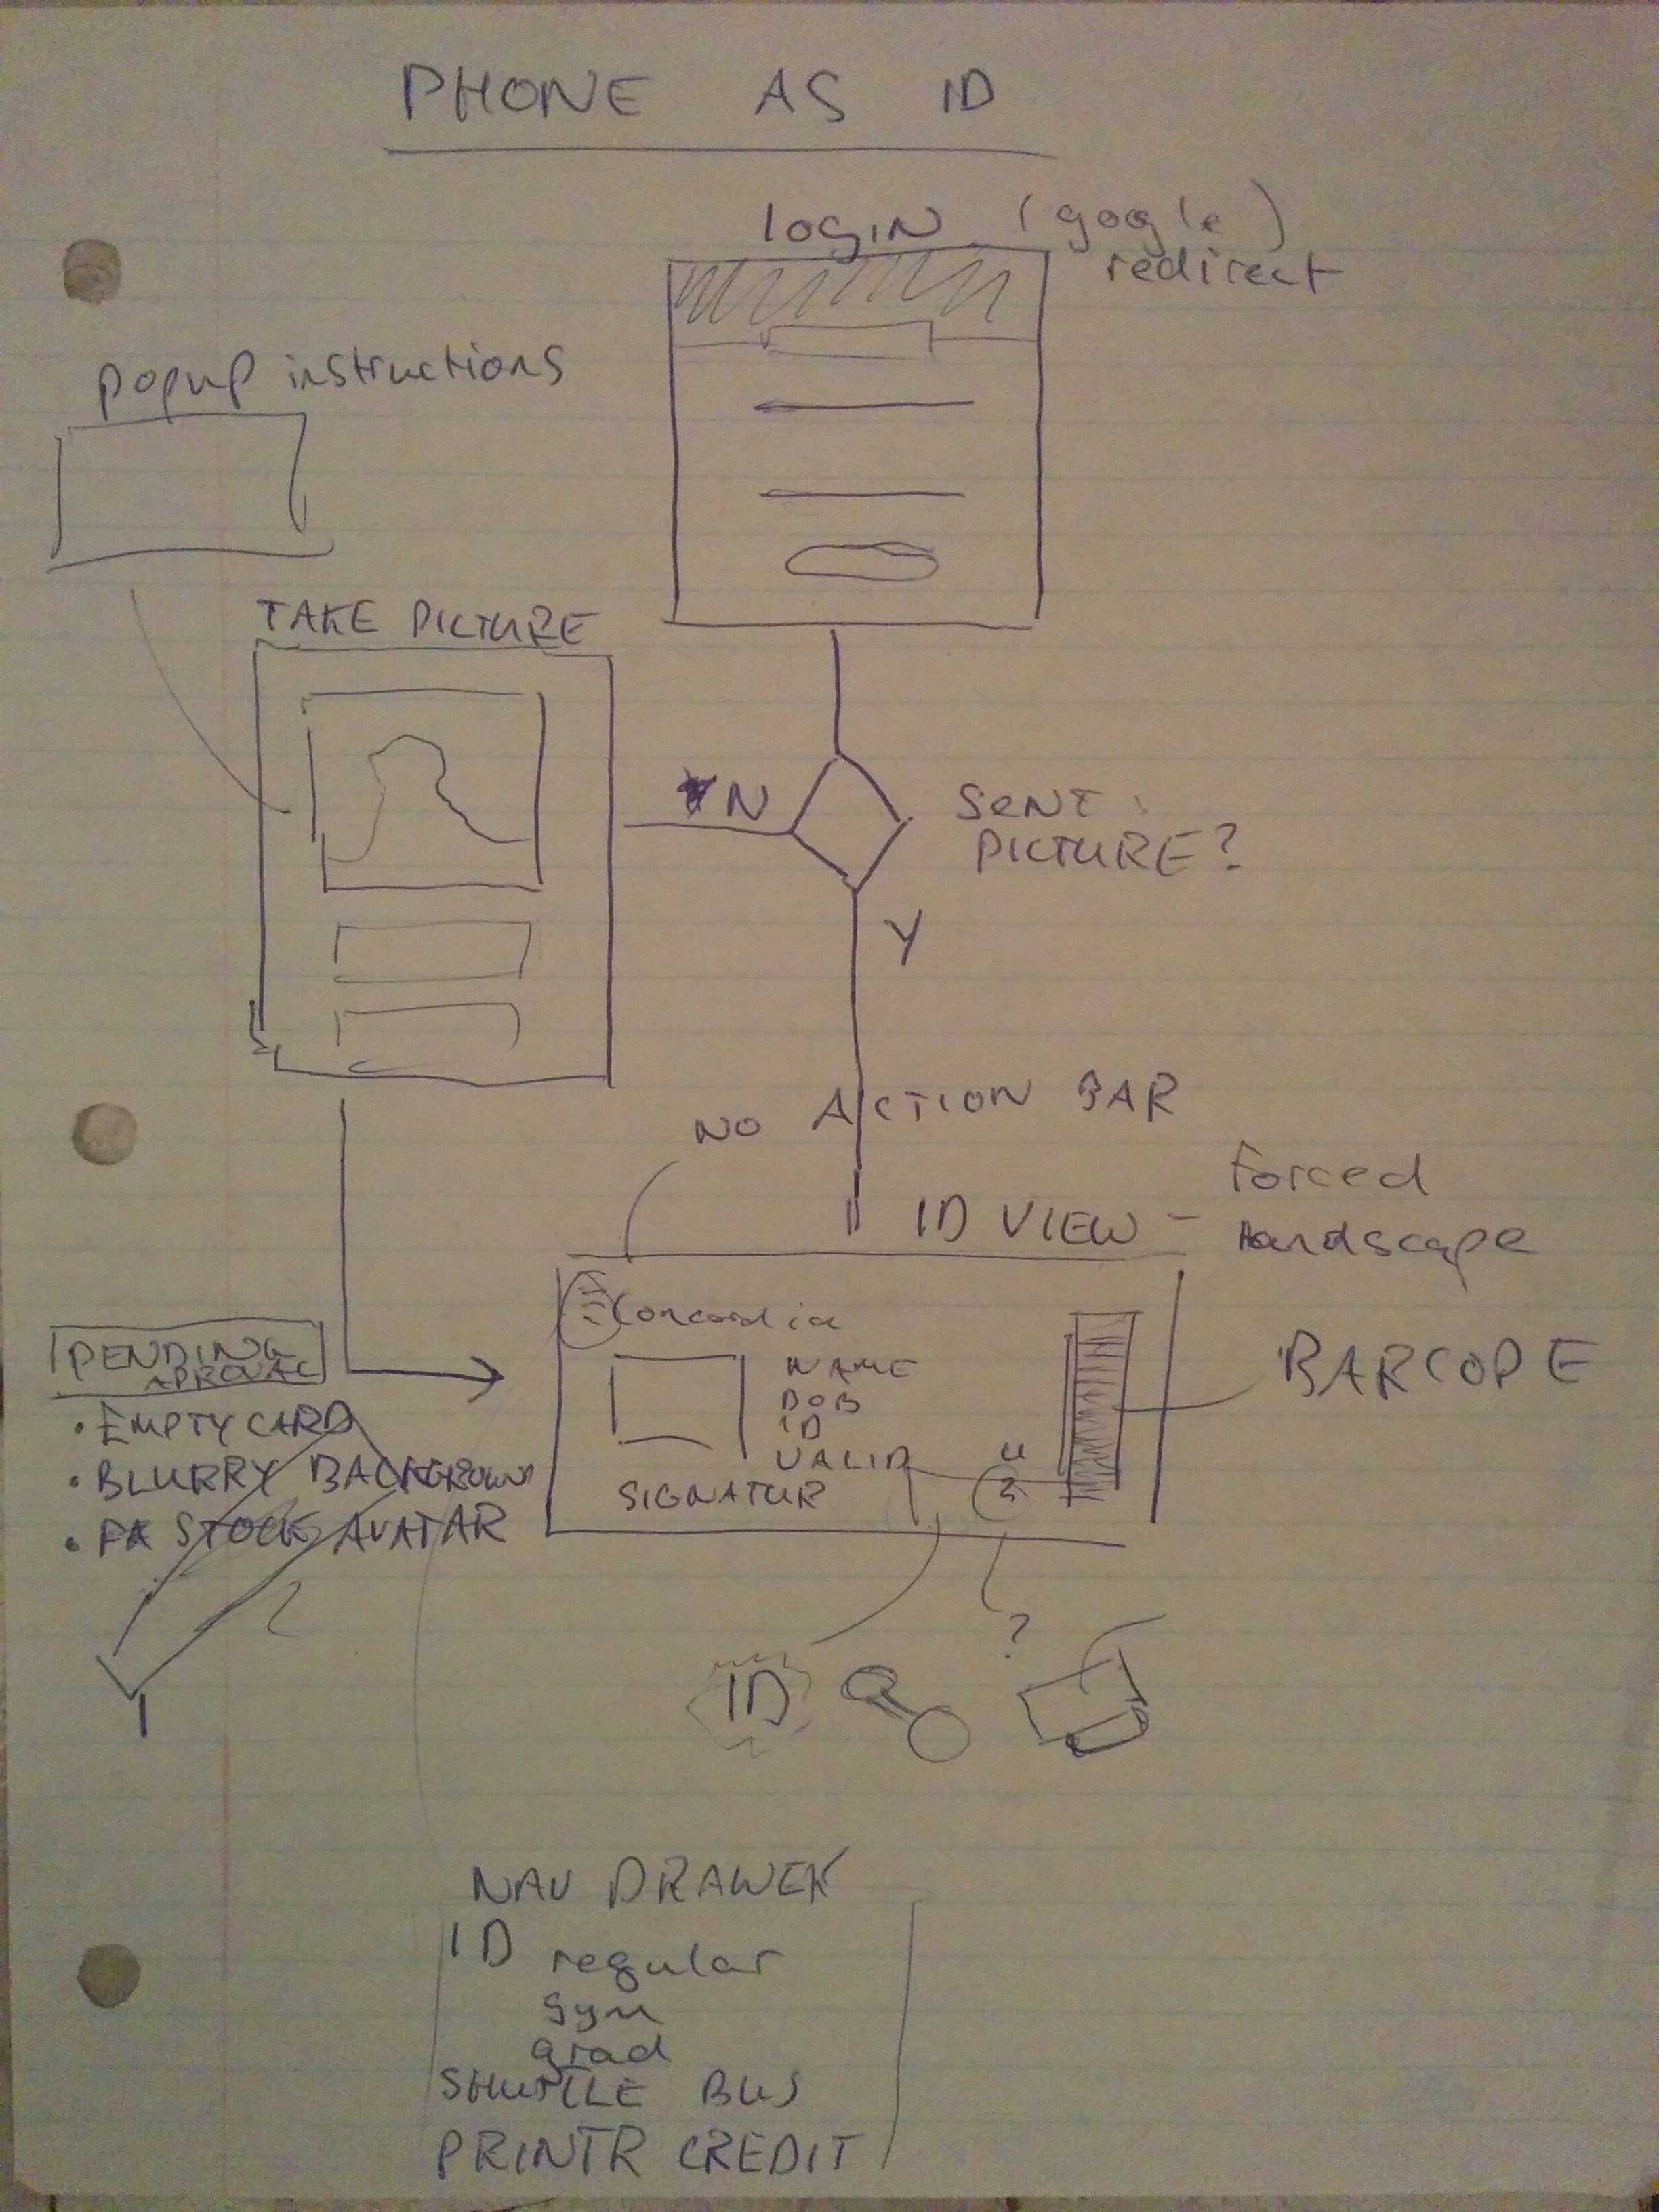 PHONE AS ID
LOGIN (google)
redirect
popup instructions
TAKE PICTURE
N
SENT
PICTURE?
Y
NO ACTION BAR
ID VIEW - Forced
Landscape
Concordia
NAME
DOB
ID
VALID
SIGNATUR
BARCODE
PENDING
APROVAL
• EMPTY CARD
• BLURRY BACKGROUND
• FA STOCK AVATAR
?
ID
NAV DRAWER
ID regular
gym
grad
SHUTTLE BUS
PRINTR CREDIT